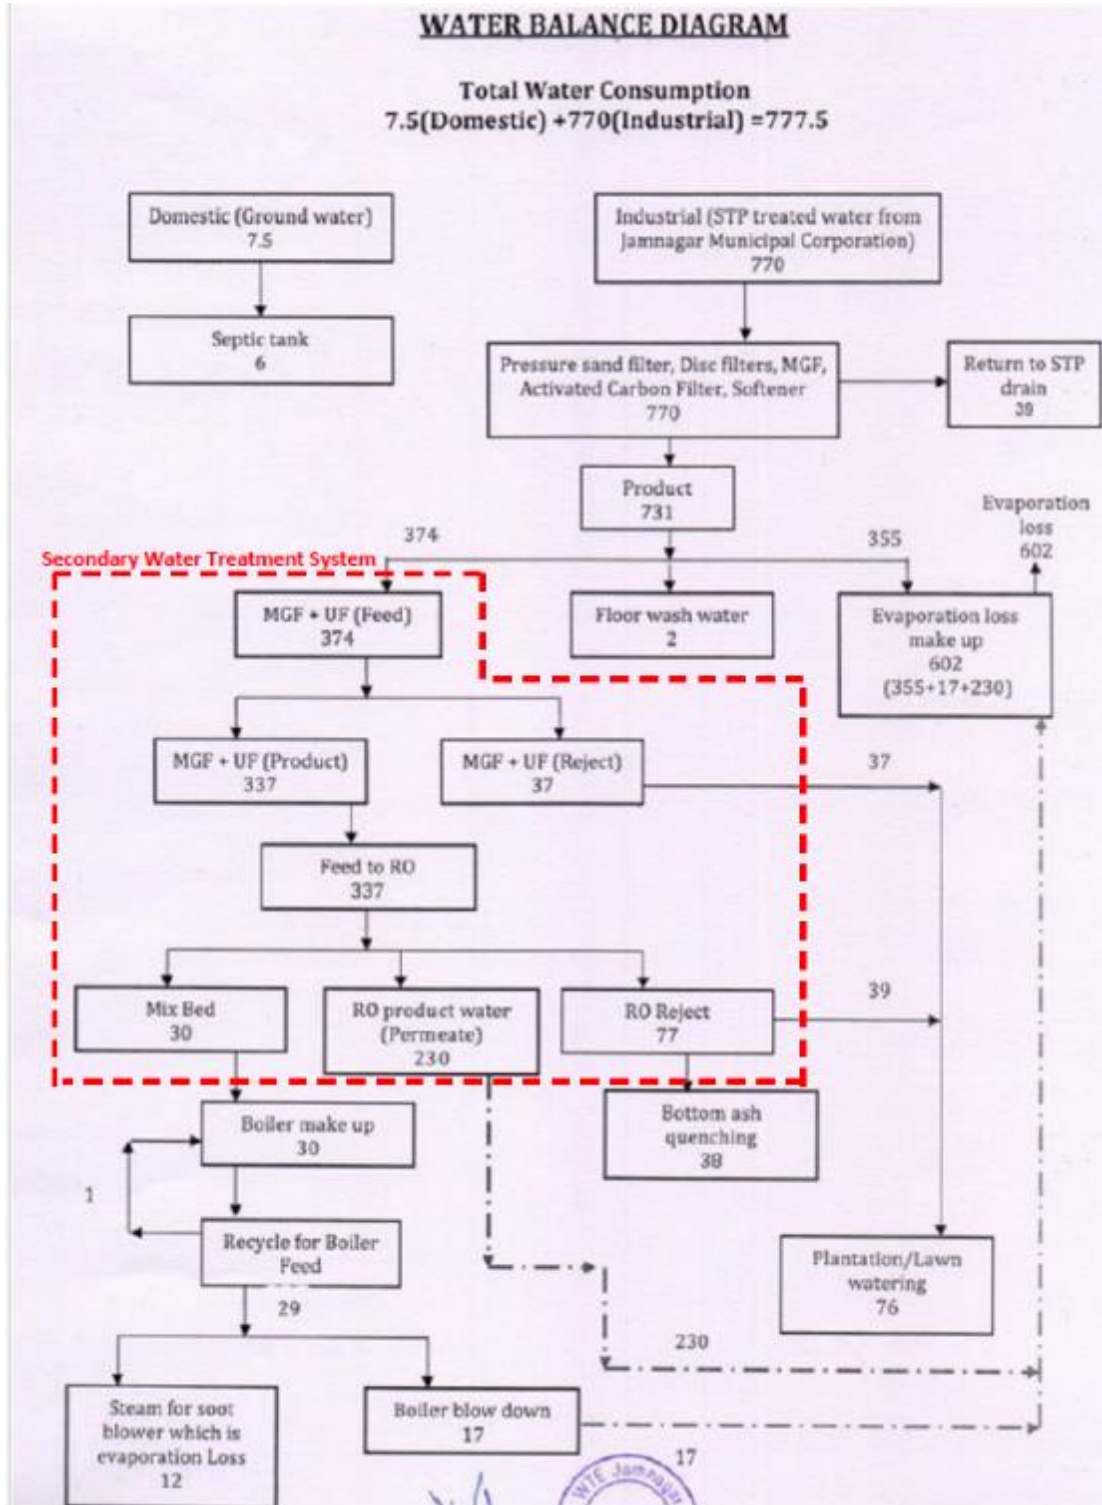 WATER BALANCE DIAGRAM
Total Water Consumption
7.5(Domestic) +770(Industrial) =777.5
Domestic (Ground water)
7.5
Septic tank
6
Industrial (STP treated water from
Jamnagar Municipal Corporation)
770
Pressure sand filter, Disc filters, MGF,
Activated Carbon Filter, Softener
770
Return to STP
drain
39
Product
731
374
355
Evaporation
loss
602
Secondary Water Treatment System
MGF + UF (Feed)
374
Floor wash water
2
Evaporation loss
make up
602
(355+17+230)
MGF + UF (Product)
337
MGF + UF (Reject)
37
37
Feed to RO
337
Mix Bed
30
RO product water
(Permeate)
230
RO Reject
77
39
Boiler make up
30
Bottom ash
quenching
38
1
Recycle for Boiler
Feed
29
Plantation/Lawn
watering
76
230
Steam for soot
blower which is
evaporation Loss
12
Boiler blow down
17
17
WTE Jamnagar